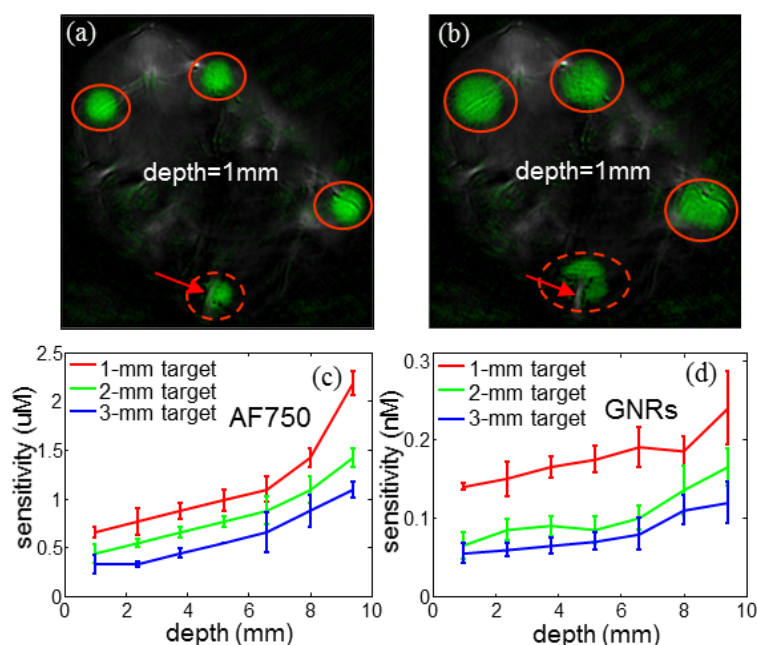 (a)
depth=1mm
(b)
depth=1mm
(c)
1-mm target
2-mm target
3-mm target
AF750
sensitivity (uM)
2.5
2
1.5
1
0.5
0
0 2 4 6 8 10
depth (mm)
(d)
1-mm target
2-mm target
3-mm target
GNRs
sensitivity (nM)
0.3
0.2
0.1
0
0 2 4 6 8 10
depth (mm)